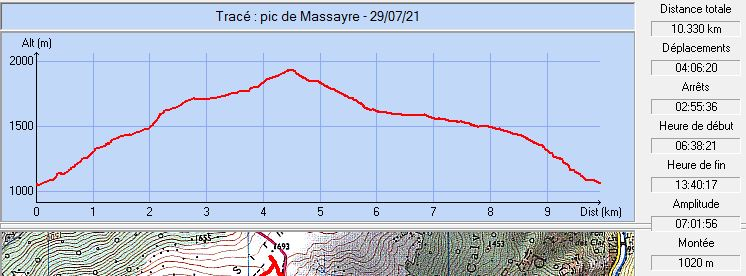 Tracé : pic de Massayre - 29/07/21
Alt (m)
2000
1500
1000
0 1 2 3 4 5 6 7 8 9 Dist (km)
Distance totale
10.330 km
Déplacements
04:06:20
Arrêts
02:55:36
Heure de début
06:38:21
Heure de fin
13:40:17
Amplitude
07:01:56
Montée
1020 m
1655
1693
1453